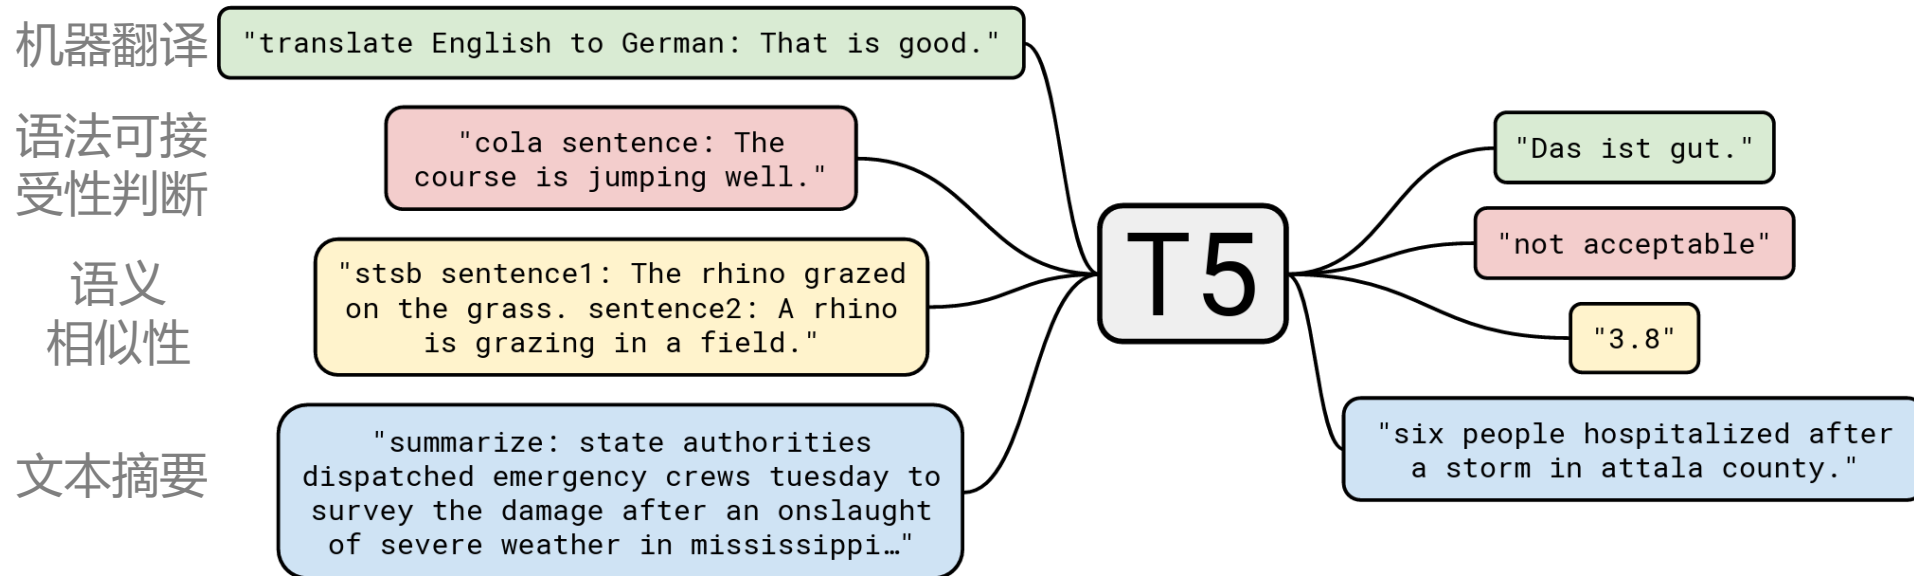 机器翻译
"translate English to German: That is good."
语法可接
受性判断
"cola sentence: The
course is jumping well."
语义
相似性
"stsb sentence1: The rhino grazed
on the grass. sentence2: A rhino
is grazing in a field."
文本摘要
"summarize: state authorities
dispatched emergency crews tuesday to
survey the damage after an onslaught
of severe weather in mississippi…"
T5
"Das ist gut."
"not acceptable"
"3.8"
"six people hospitalized after
a storm in attala county."